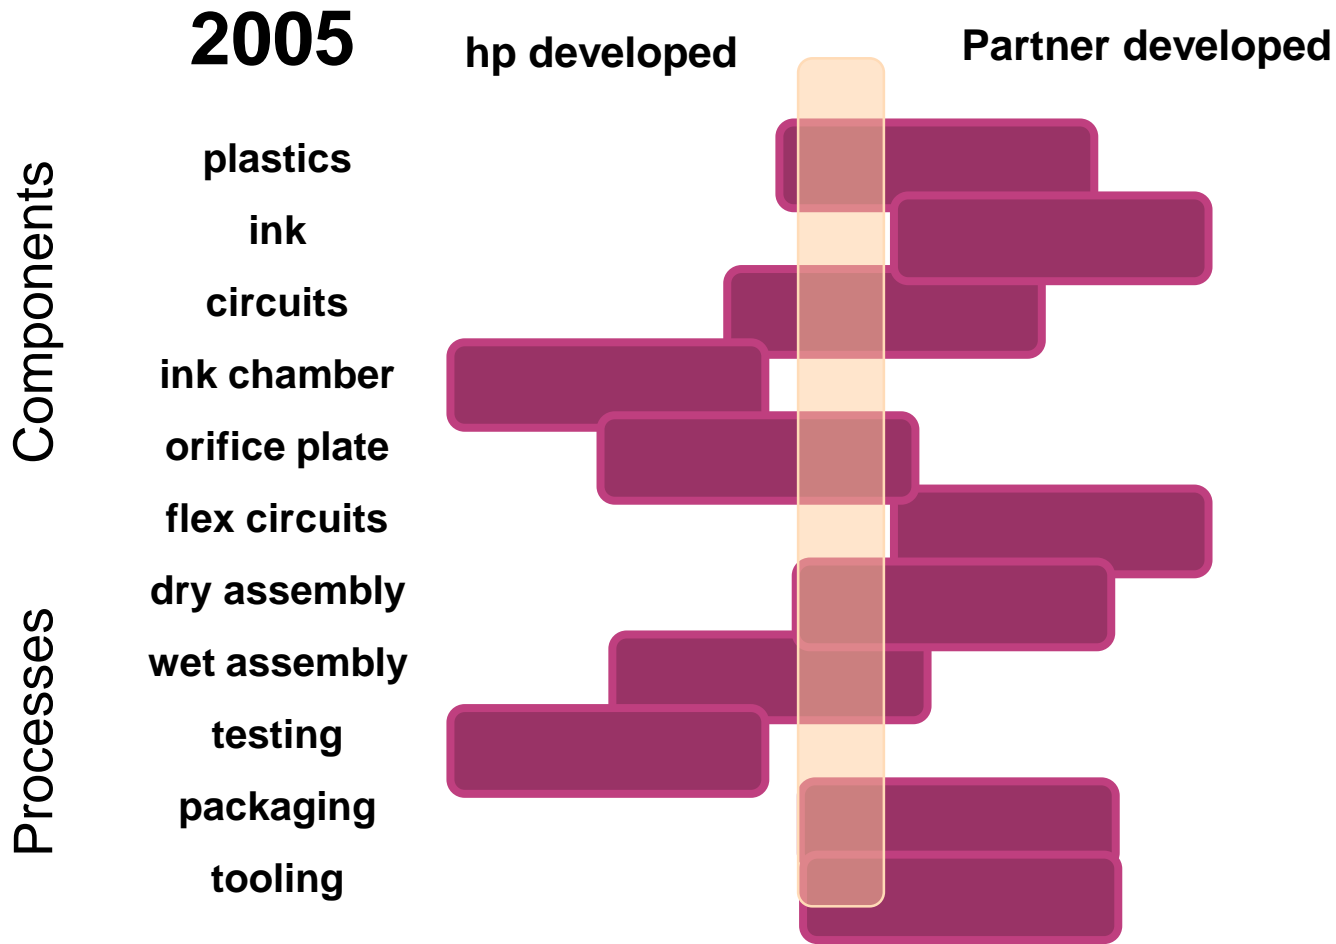 2005
hp developed
Partner developed
Components
plastics
ink
circuits
ink chamber
orifice plate
flex circuits
Processes
dry assembly
wet assembly
testing
packaging
tooling